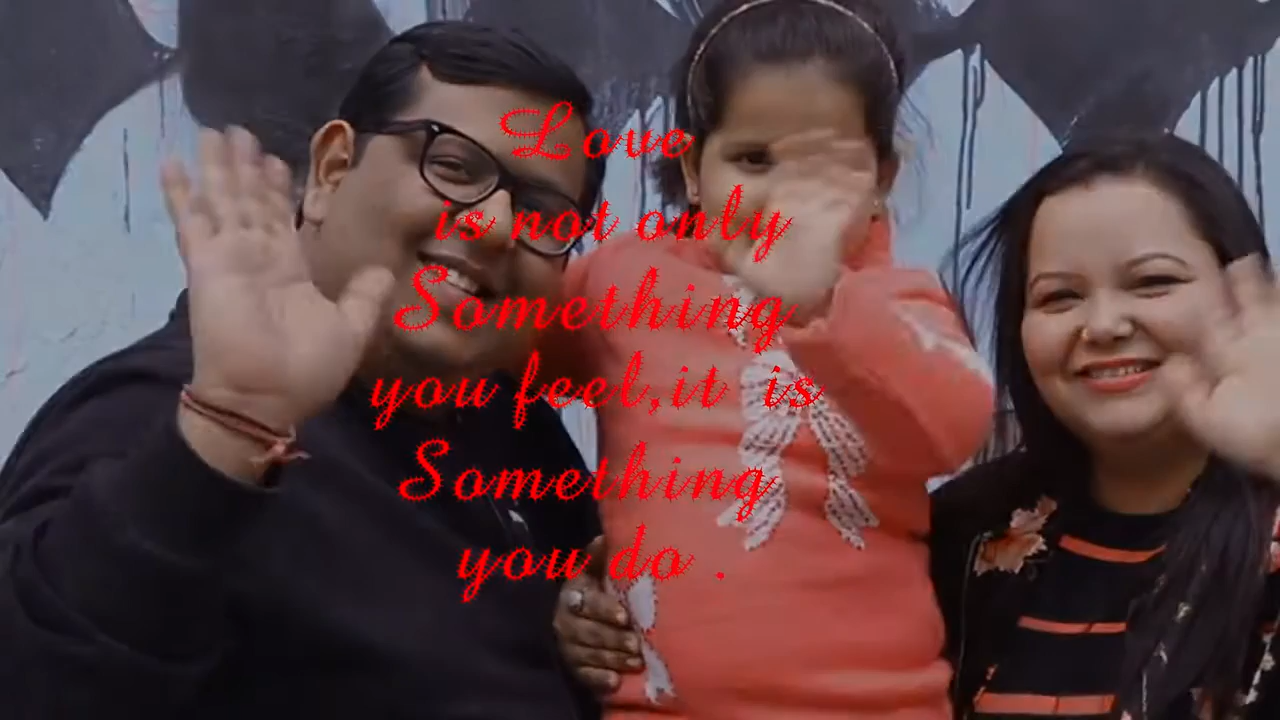 Love
is not only
Something
you feel,it is
Something
you do .